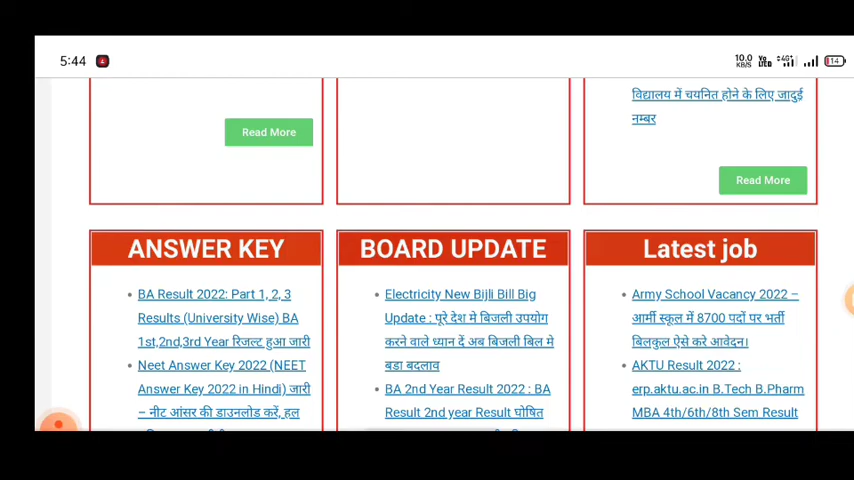 5:44
10.0 KB/S
4G+
14
विद्यालय में चयनित होने के लिए जादुई
नम्बर
Read More
Read More
ANSWER KEY
BA Result 2022: Part 1, 2, 3
Results (University Wise) BA
1st,2nd,3rd Year रिजल्ट हुआ जारी
Neet Answer Key 2022 (NEET
Answer Key 2022 in Hindi) जारी
– नीट आंसर की डाउनलोड करें, हल
BOARD UPDATE
Electricity New Bijli Bill Big
Update : पूरे देश मे बिजली उपयोग
करने वाले ध्यान दें अब बिजली बिल मे
बडा बदलाव
BA 2nd Year Result 2022 : BA
Result 2nd year Result घोषित
Latest job
Army School Vacancy 2022 –
आर्मी स्कूल में 8700 पदों पर भर्ती
बिलकुल ऐसे करे आवेदन।
AKTU Result 2022 :
erp.aktu.ac.in B.Tech B.Pharm
MBA 4th/6th/8th Sem Result